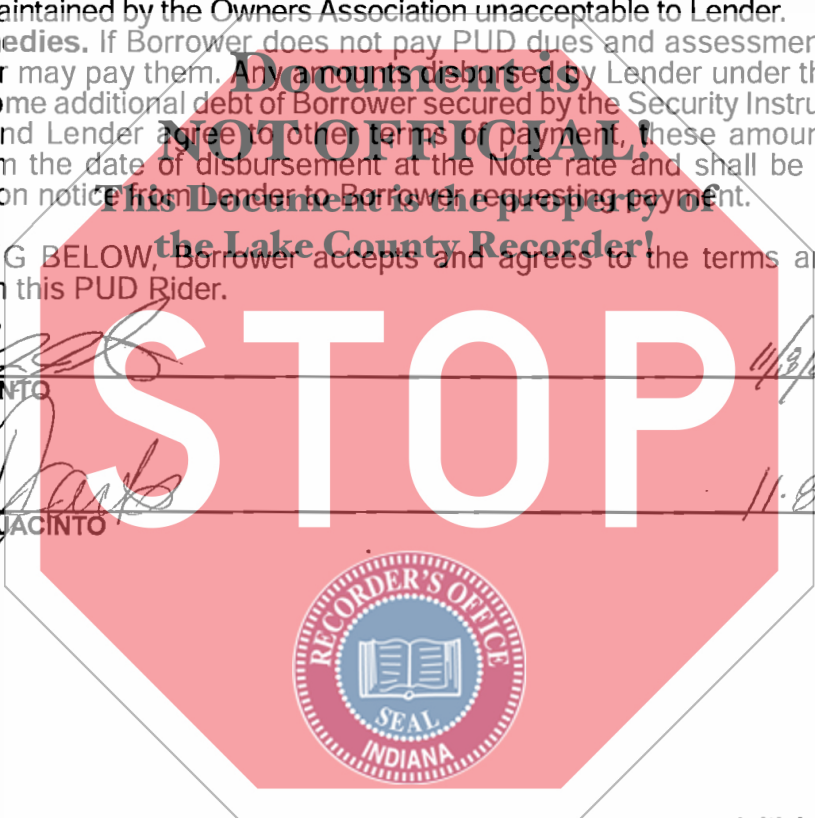 aintained by the Owners Association unacceptable to Lender.
edies. If Borrower does not pay PUD dues and assessmen
r may pay them. Any amounts disbursed by Lender under th
ome additional debt of Borrower secured by the Security Instru
nd Lender agree to other terms of payment, these amoun
m the date of disbursement at the Note rate and shall be
on notice from Lender to Borrower requesting payment.
G BELOW, Borrower accepts and agrees to the terms an
n this PUD Rider.
Document is
NOT OFFICIAL!
This Document is the property of
the Lake County Recorder!
STOP
NTO
JACINTO
RECORDER'S OFFICE
SEAL
INDIANA